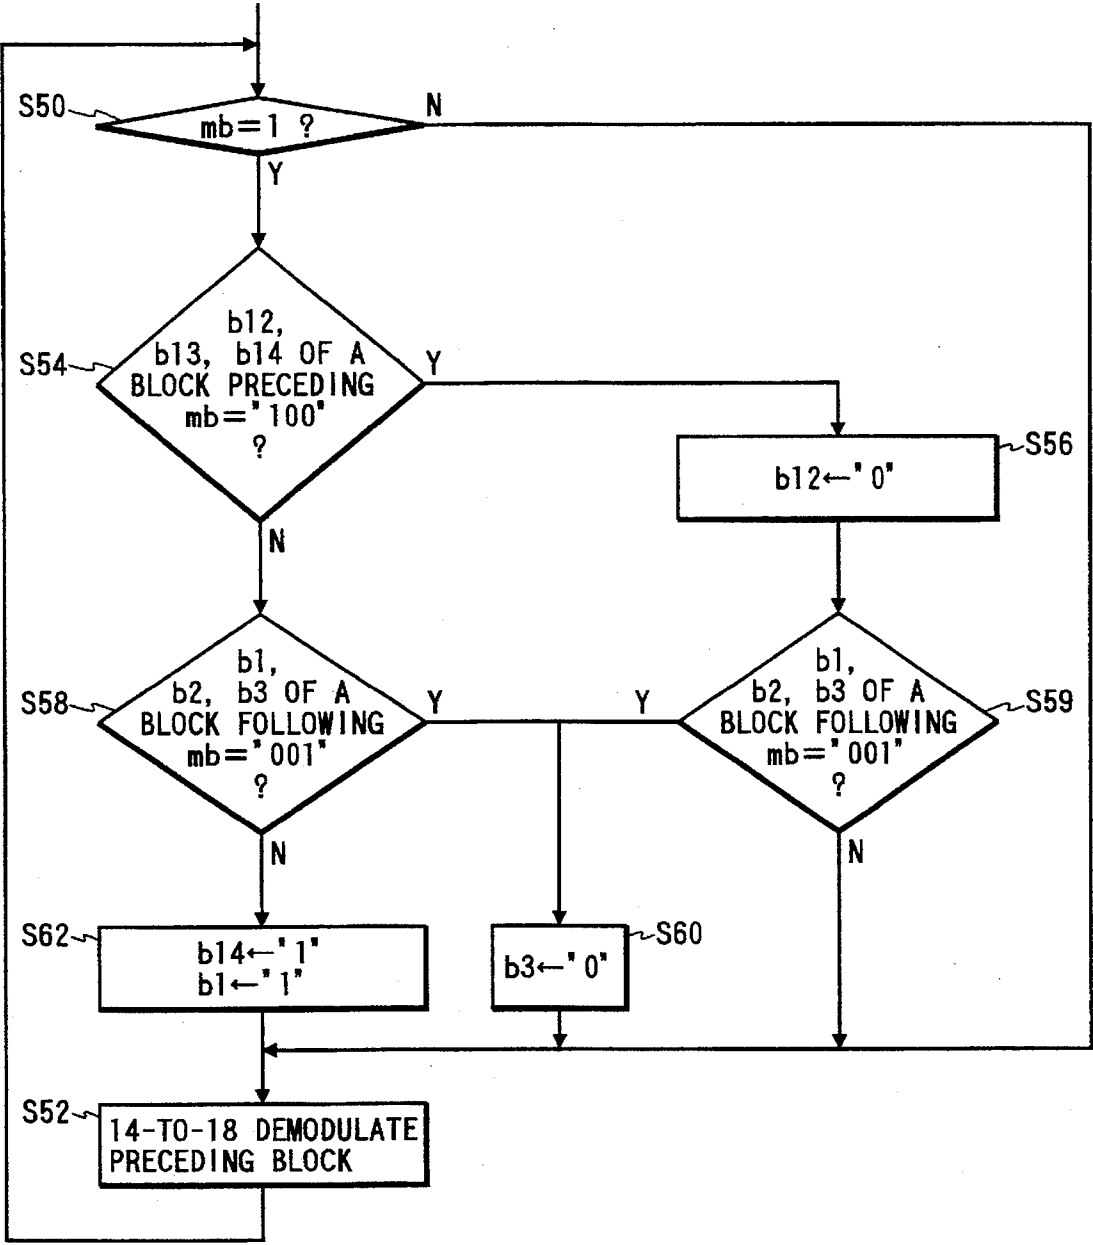 S50
mb=1 ?
N
Y
S54
b12,
b13, b14 OF A
BLOCK PRECEDING
mb="100"
?
Y
N
S56
b12←"0"
S58
b1,
b2, b3 OF A
BLOCK FOLLOWING
mb="001"
?
Y
N
Y
S59
b1,
b2, b3 OF A
BLOCK FOLLOWING
mb="001"
?
N
S62
b14←"1"
b1←"1"
S60
b3←"0"
S52
14-TO-18 DEMODULATE
PRECEDING BLOCK